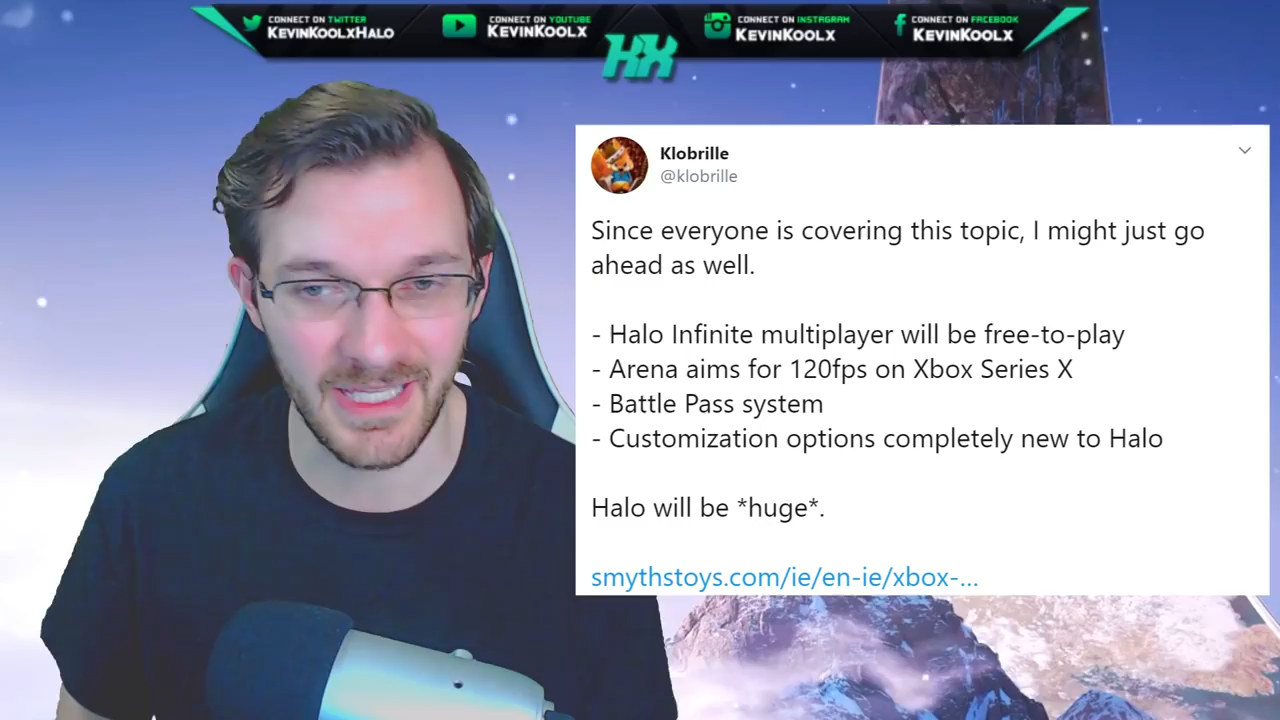 CONNECT ON TWITTER
KEVINKOOLXHALO
CONNECT ON YOUTUBE
KEVINKOOLX
CONNECT ON INSTAGRAM
KEVINKOOLX
CONNECT ON FACEBOOK
KEVINKOOLX
KX
Klobrille
@klobrille
Since everyone is covering this topic, I might just go
ahead as well.
- Halo Infinite multiplayer will be free-to-play
- Arena aims for 120fps on Xbox Series X
- Battle Pass system
- Customization options completely new to Halo
Halo will be *huge*.
smythstoys.com/ie/en-ie/xbox-...